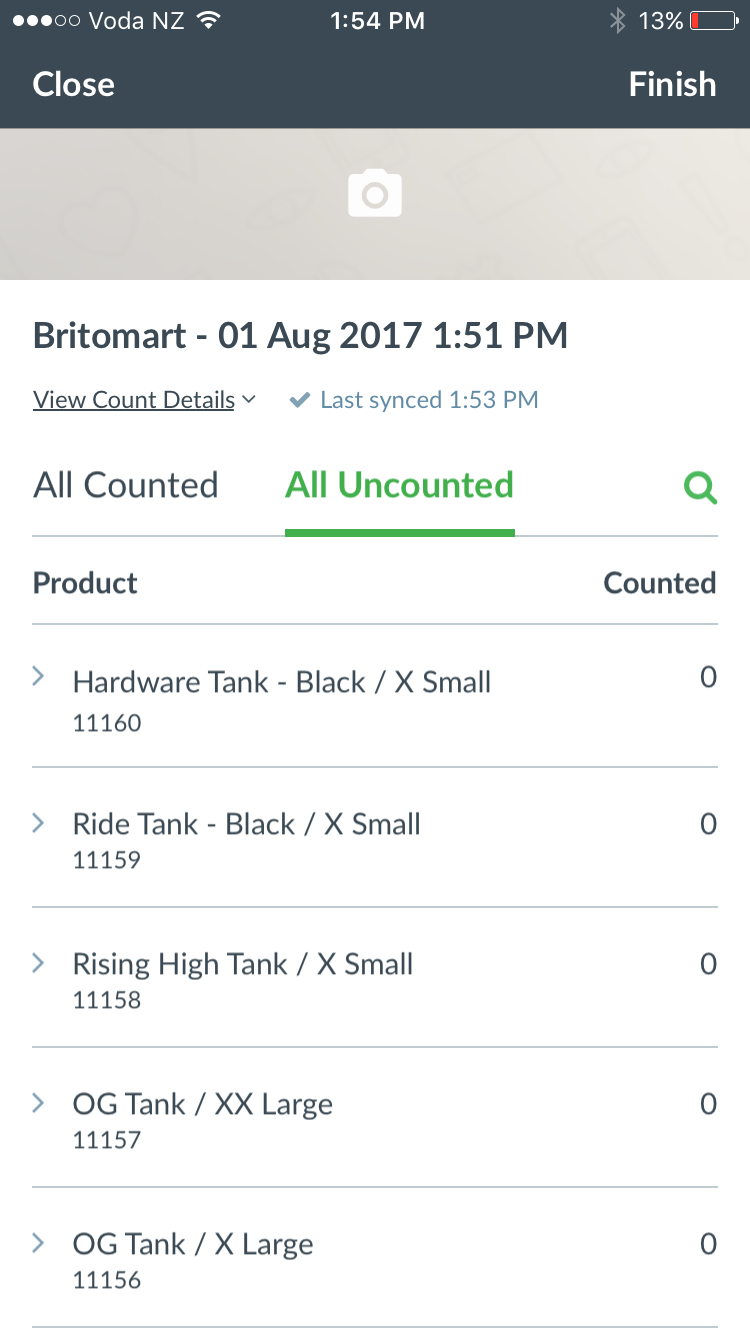 Voda NZ 1:54 PM 13%
Close Finish
Britomart - 01 Aug 2017 1:51 PM
View Count Details Last synced 1:53 PM
All Counted All Uncounted
Product Counted
Hardware Tank - Black / X Small 0
11160
Ride Tank - Black / X Small 0
11159
Rising High Tank / X Small 0
11158
OG Tank / XX Large 0
11157
OG Tank / X Large 0
11156